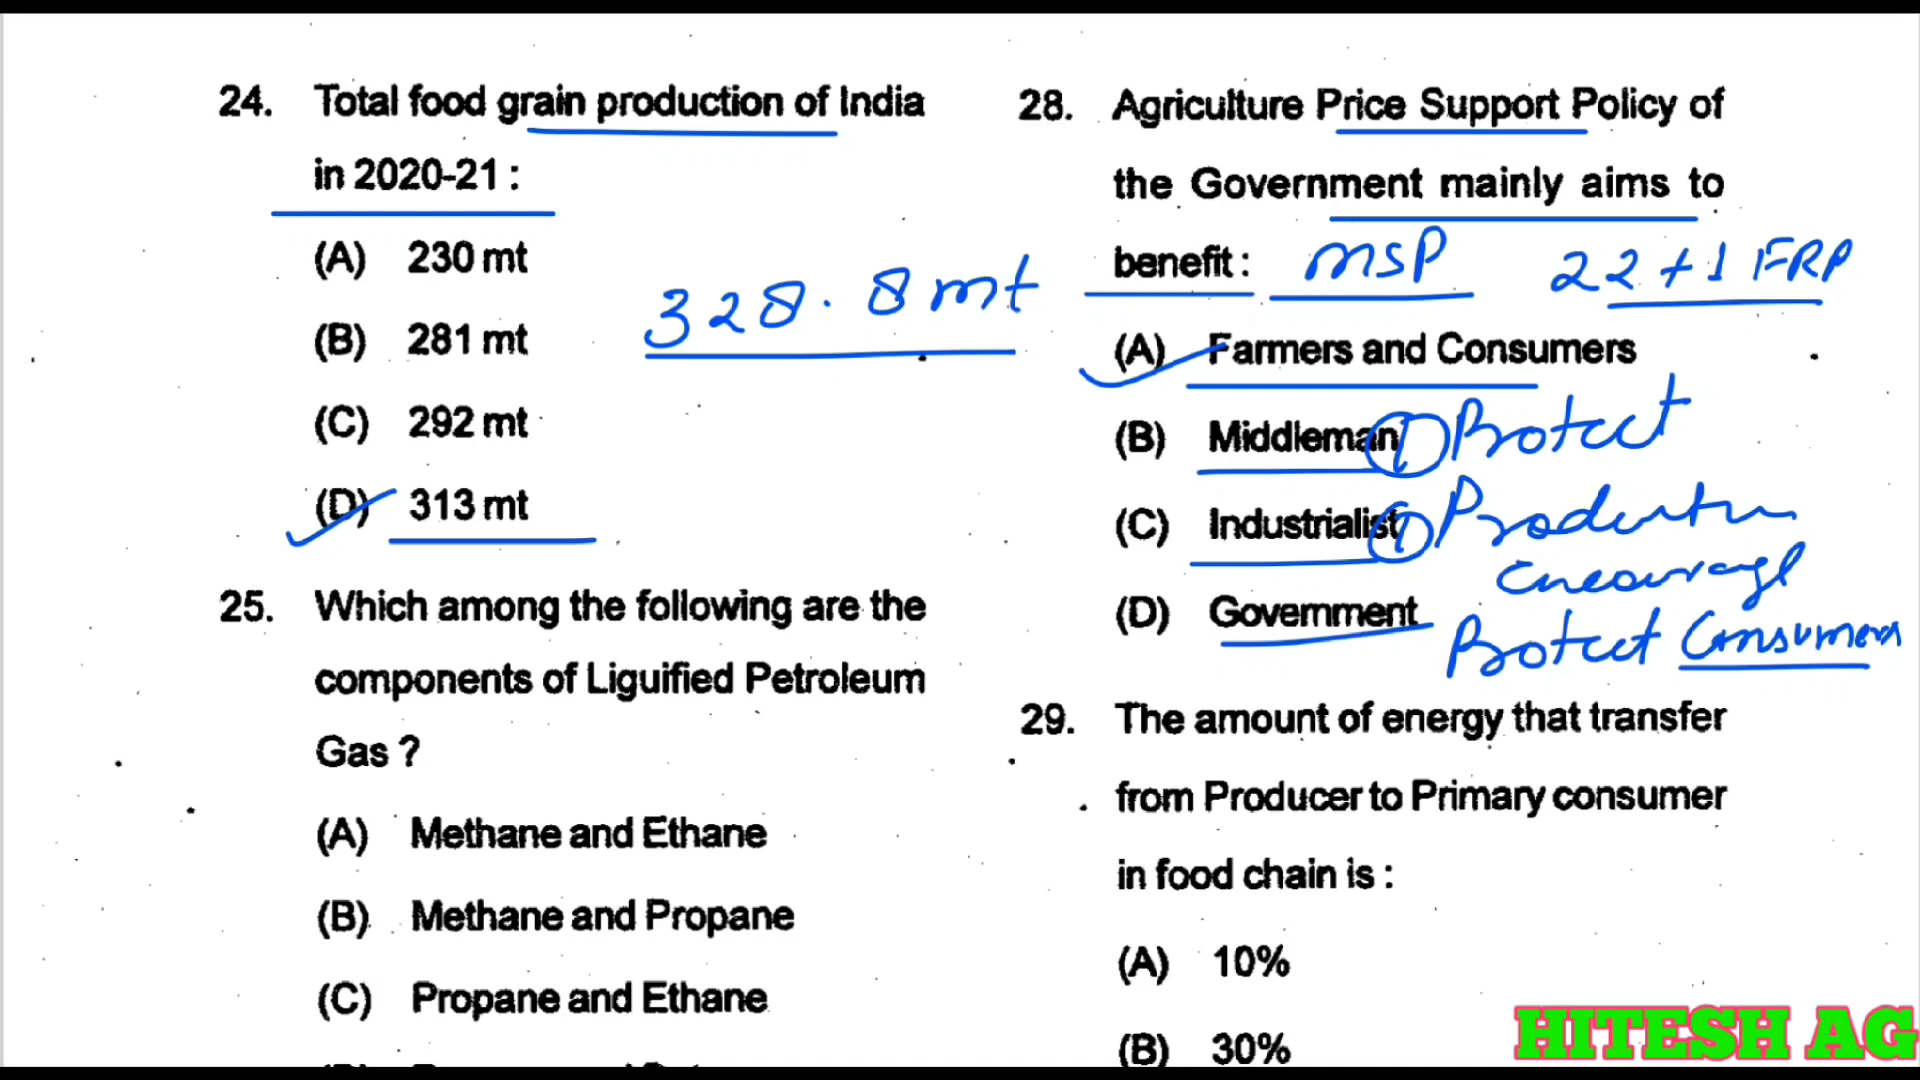 24. Total food grain production of India
in 2020-21 :
(A) 230 mt
(B) 281 mt
328.8 mt
(C) 292 mt
(D) 313 mt
25. Which among the following are the
components of Liguified Petroleum
Gas ?
(A) Methane and Ethane
(B) Methane and Propane
(C) Propane and Ethane
28. Agriculture Price Support Policy of
the Government mainly aims to
benefit : MSP 22 + 1 FRP
(A) Farmers and Consumers
(B) Middleman ① Protect
(C) Industrialist ① Production
encourage
(D) Government
Protect Consumers
29. The amount of energy that transfer
from Producer to Primary consumer
in food chain is :
(A) 10%
(B) 30%
HITESH AG